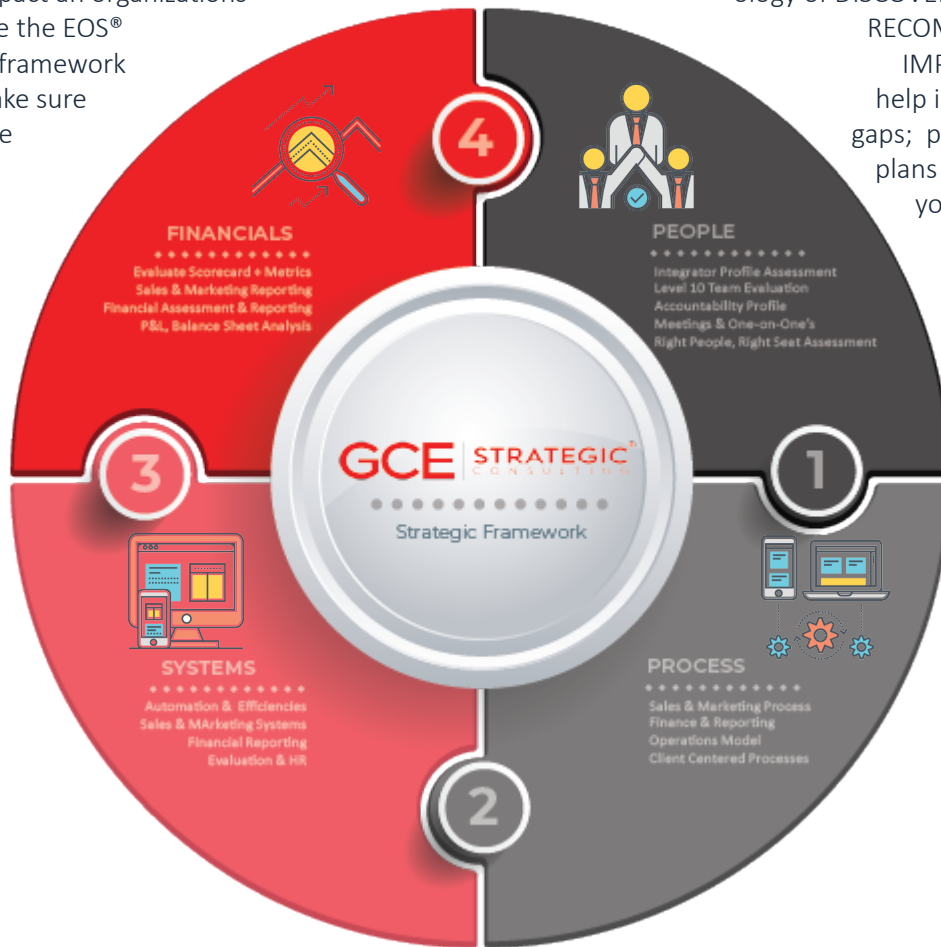 pact an organizations
e the EOS®
framework
ake sure
e
ology of DISCOVER
RECOM
IMP
help i
gaps; p
plans
yo
4
FINANCIALS
Evaluate Scorecard + Metrics
Sales & Marketing Reporting
Financial Assessment & Reporting
P&L, Balance Sheet Analysis
PEOPLE
Integrator Profile Assessment
Level 10 Team Evaluation
Accountability Profile
Meetings & One-on-One's
Right People, Right Seat Assessment
3
GCE STRATEGIC
CONSULTING
Strategic Framework
1
SYSTEMS
Automation & Efficiencies
Sales & MArketing Systems
Financial Reporting
Evaluation & HR
PROCESS
Sales & Marketing Process
Finance & Reporting
Operations Model
Client Centered Processes
2